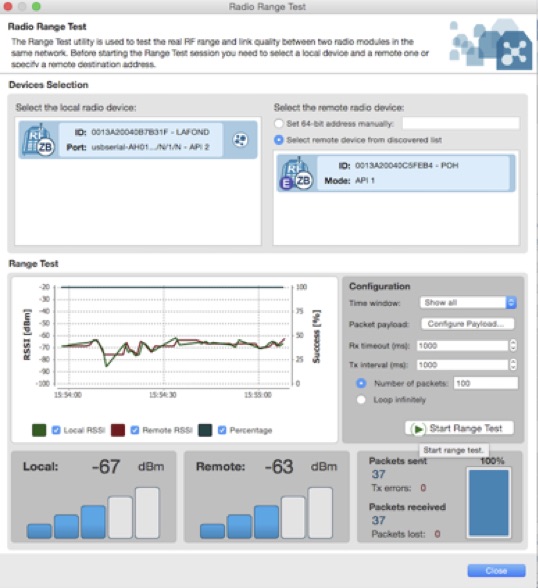 Radio Range Test
Radio Range Test
The Range Test utility is used to test the real RF range and link quality between two radio modules in the
same network. Before starting the Range Test session you need to select a local device and a remote one or
specify a remote destination address.
Devices Selection
Select the local radio device:
ZB
ID: 0013A20040B7B31F - LAFOND
Port: usbserial-AH01.../N/1/N - API 2
Select the remote radio device:
Set 64-bit address manually:
Select remote device from discovered list
E ZB
ID: 0013A20040C5FEB4 - POH
Mode: API 1
Range Test
RSSI [dBm]
-20
-30
-40
-50
-60
-70
-80
-90
-100
15:54:00
15:54:30
15:55:00
100
75
50
25
0
Success [%]
Local RSSI
Remote RSSI
Percentage
Configuration
Time window:
Show all
Packet payload:
Configure Payload...
Rx timeout (ms):
1000
Tx interval (ms):
1000
Number of packets:
100
Loop infinitely
Start Range Test
Start range test.
Local:
-67
dBm
Remote:
-63
dBm
Packets sent
37
Tx errors: 0
Packets received
37
Packets lost: 0
100%
Close